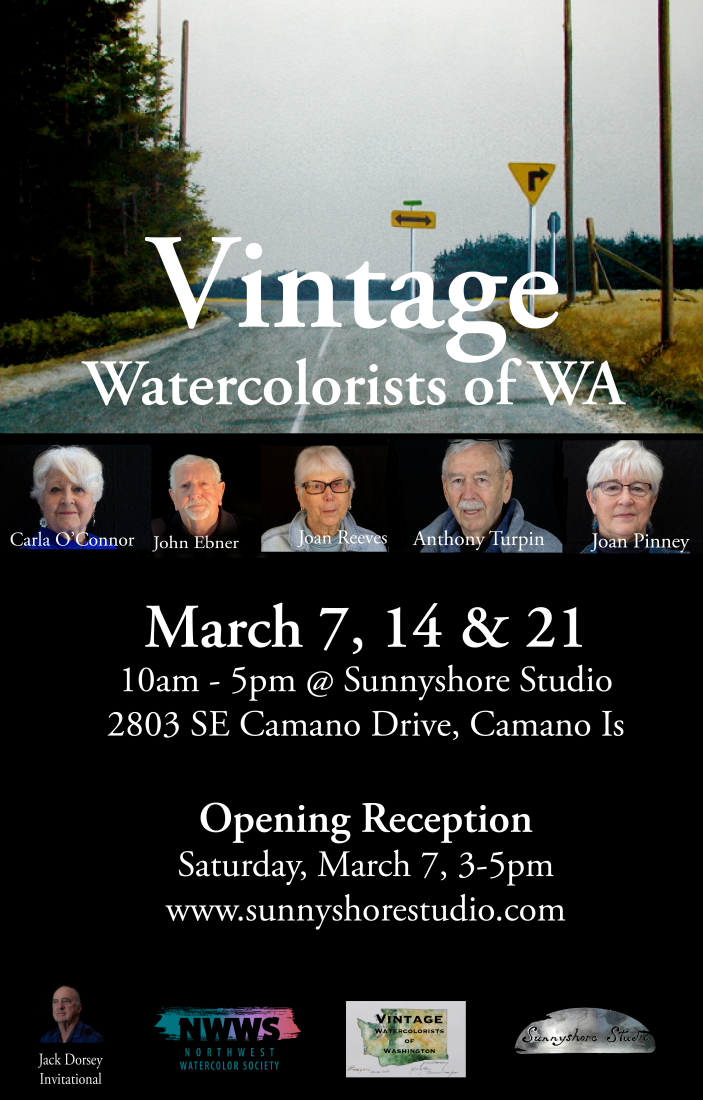 Vintage
Watercolorists of WA
Carla O'Connor
John Ebner
Joan Reeves
Anthony Turpin
Joan Pinney
March 7, 14 & 21
10am - 5pm @ Sunnyshore Studio
2803 SE Camano Drive, Camano Is
Opening Reception
Saturday, March 7, 3-5pm
www.sunnyshorestudio.com
Jack Dorsey
Invitational
NWWS
NORTHWEST
WATERCOLOR SOCIETY
VINTAGE
WATERCOLORISTS
OF
WASHINGTON
Sunnyshore Studio